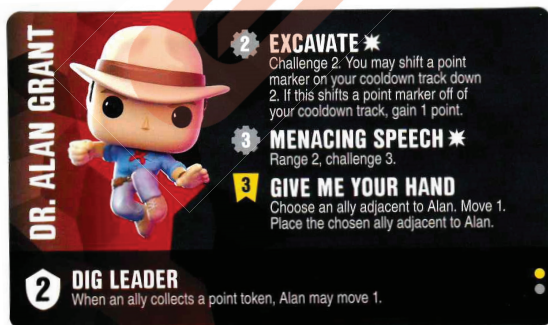 DR. ALAN GRANT
2 EXCAVATE
Challenge 2. You may shift a point
marker on your cooldown track down
2. If this shifts a point marker off of
your cooldown track, gain 1 point.
3 MENACING SPEECH
Range 2, challenge 3.
3 GIVE ME YOUR HAND
Choose an ally adjacent to Alan. Move 1.
Place the chosen ally adjacent to Alan.
2 DIG LEADER
When an ally collects a point token, Alan may move 1.